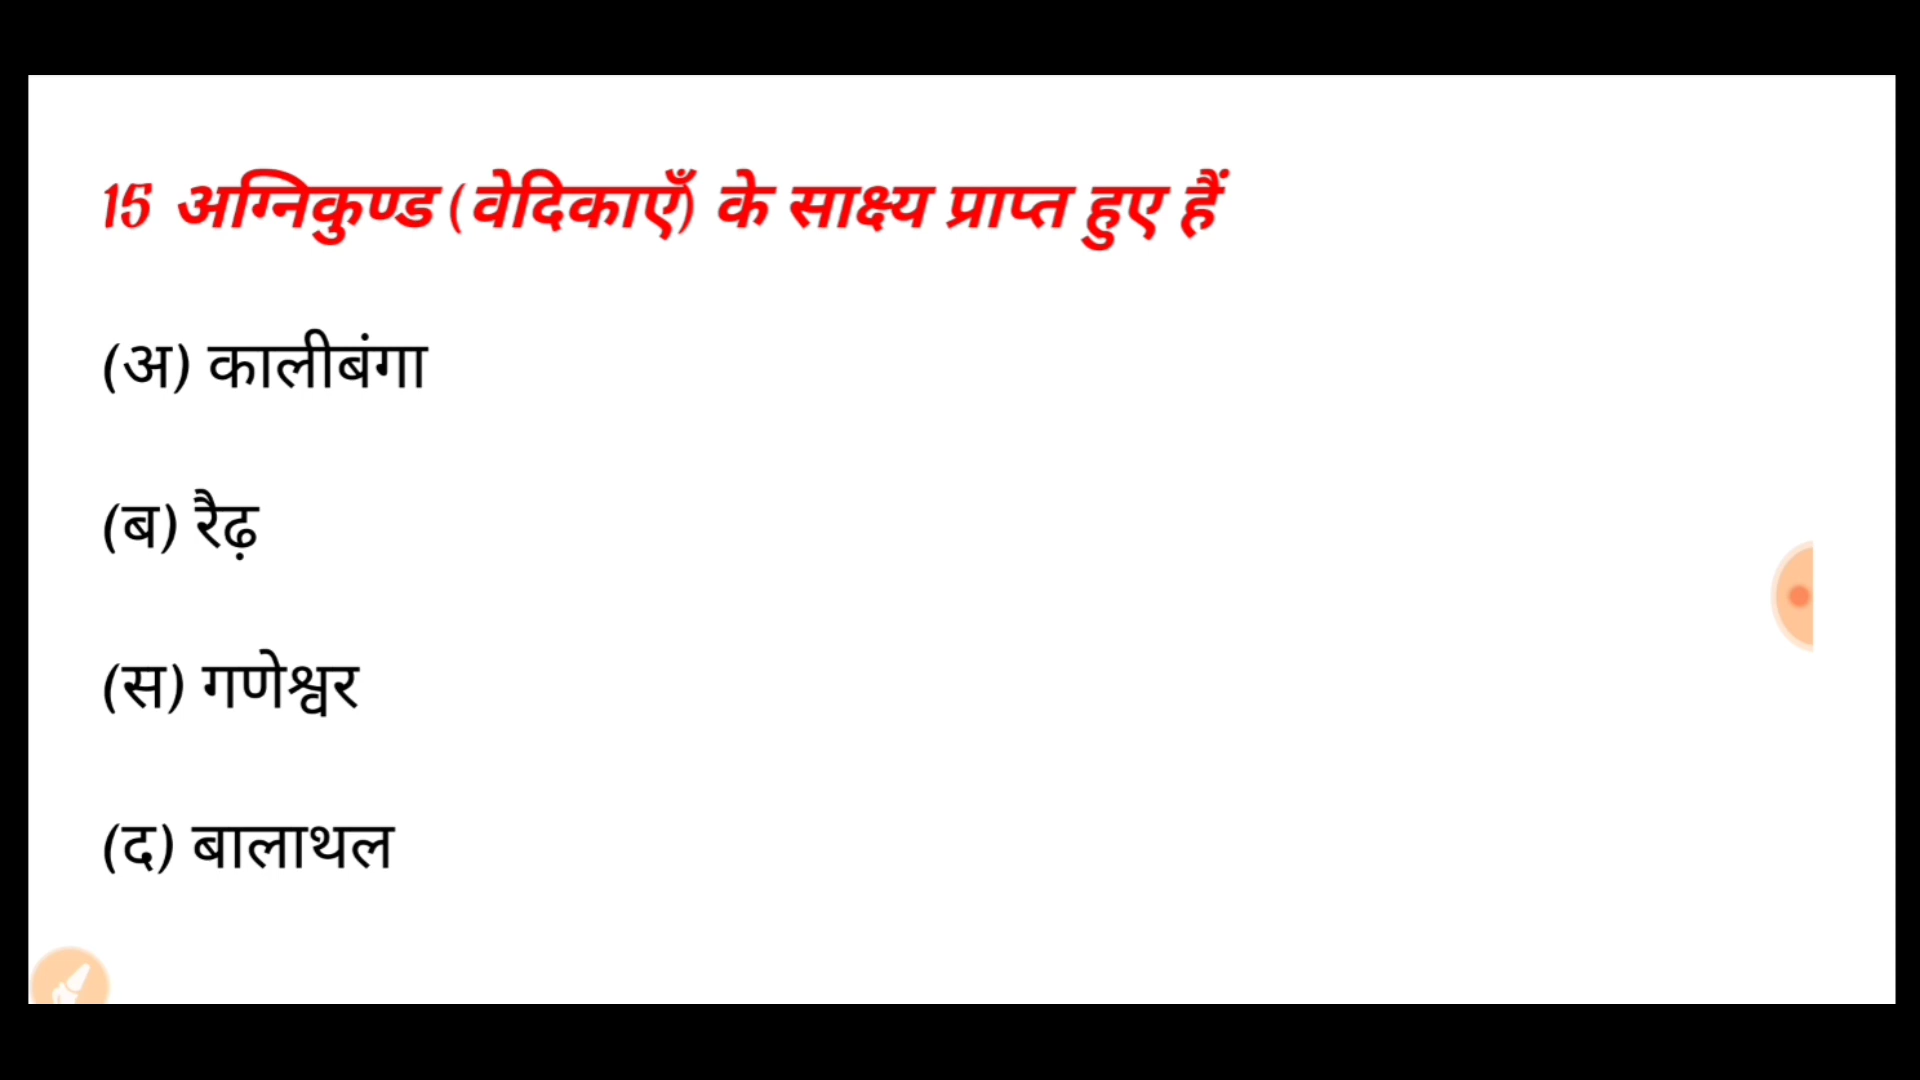 15 अग्निकुण्ड (वेदिकाएँ) के साक्ष्य प्राप्त हुए हैं
(अ) कालीबंगा
(ब) रैढ़
(स) गणेश्वर
(द) बालाथल